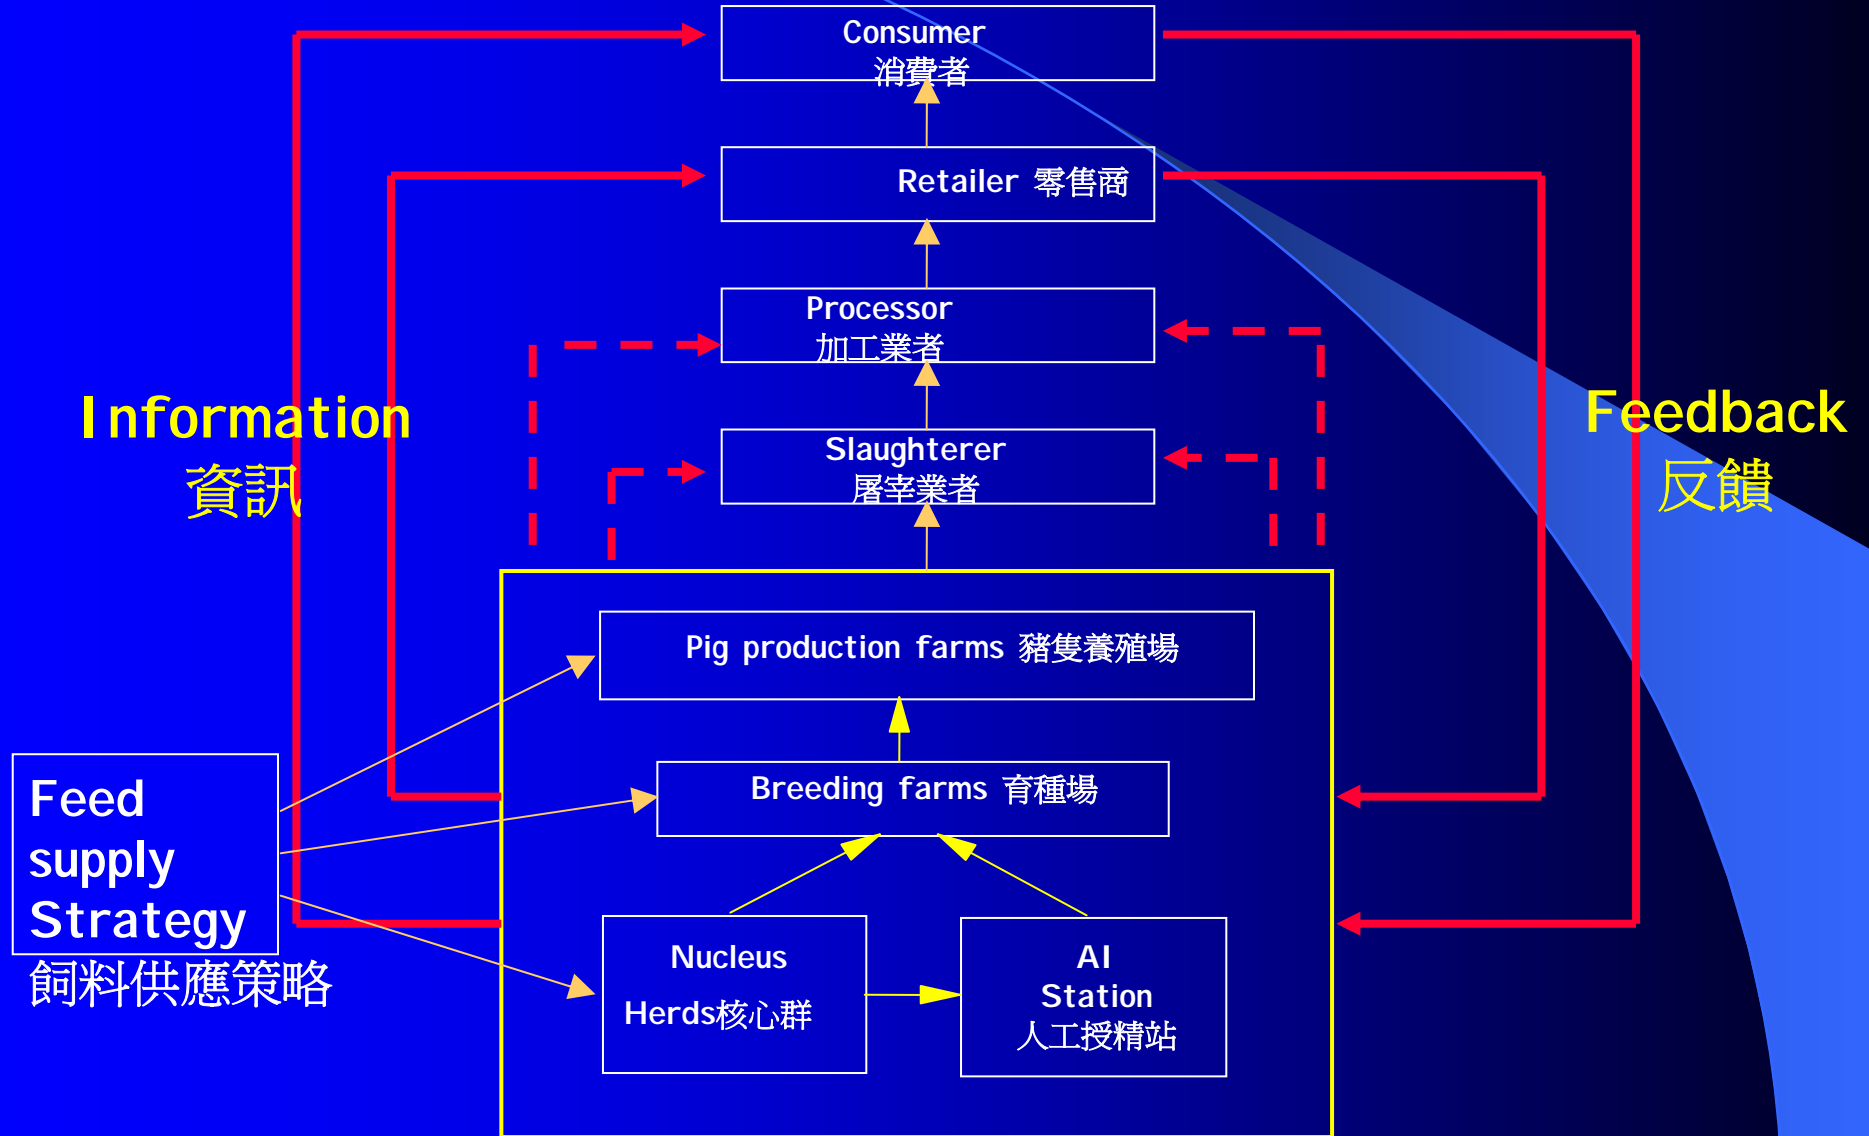 Consumer
消費者
Retailer 零售商
Processor
加工業者
Information
資訊
Feedback
反饋
Slaughterer
屠宰業者
Pig production farms 豬隻養殖場
Breeding farms 育種場
Feed
supply
Strategy
飼料供應策略
Nucleus
Herds核心群
AI
Station
人工授精站